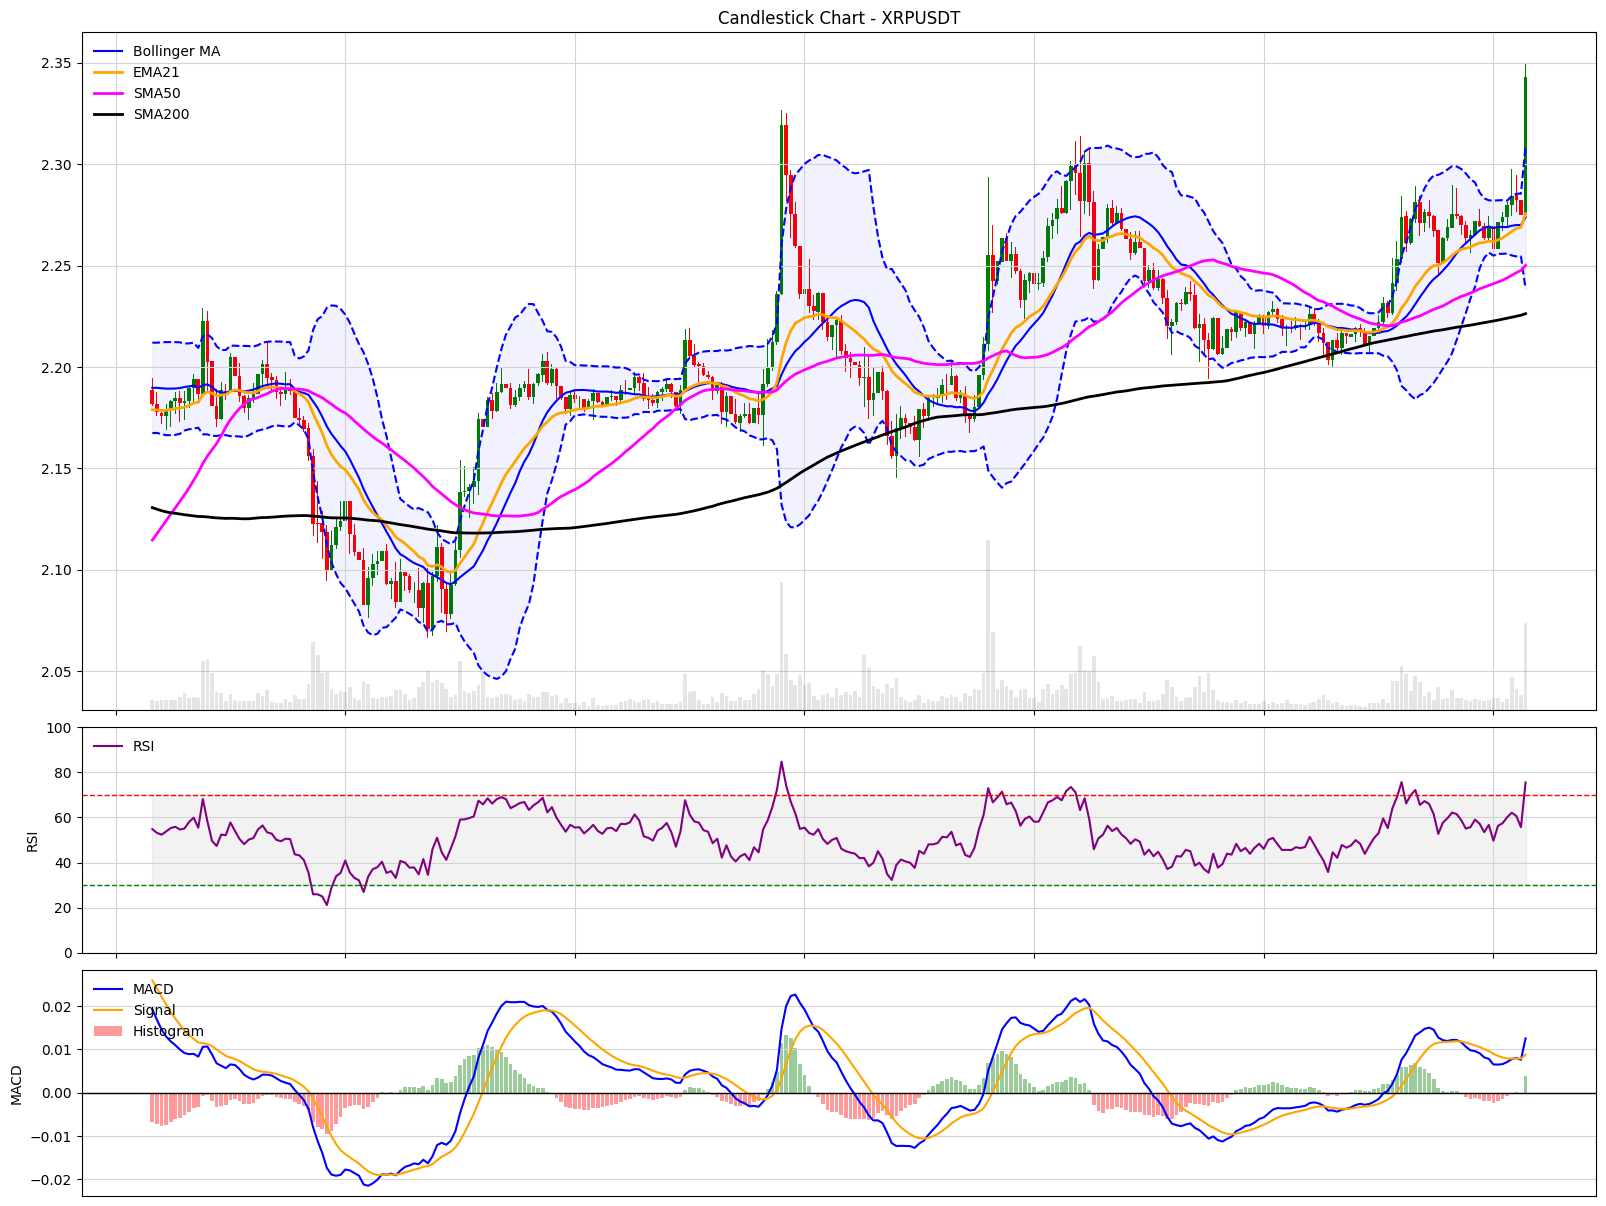 Candlestick Chart - XRPUSDT
Bollinger MA
EMA21
SMA50
SMA200
2.35
2.30
2.25
2.20
2.15
2.10
2.05
RSI
RSI
100
80
60
40
20
0
MACD
Signal
Histogram
MACD
0.02
0.01
0.00
−0.01
−0.02